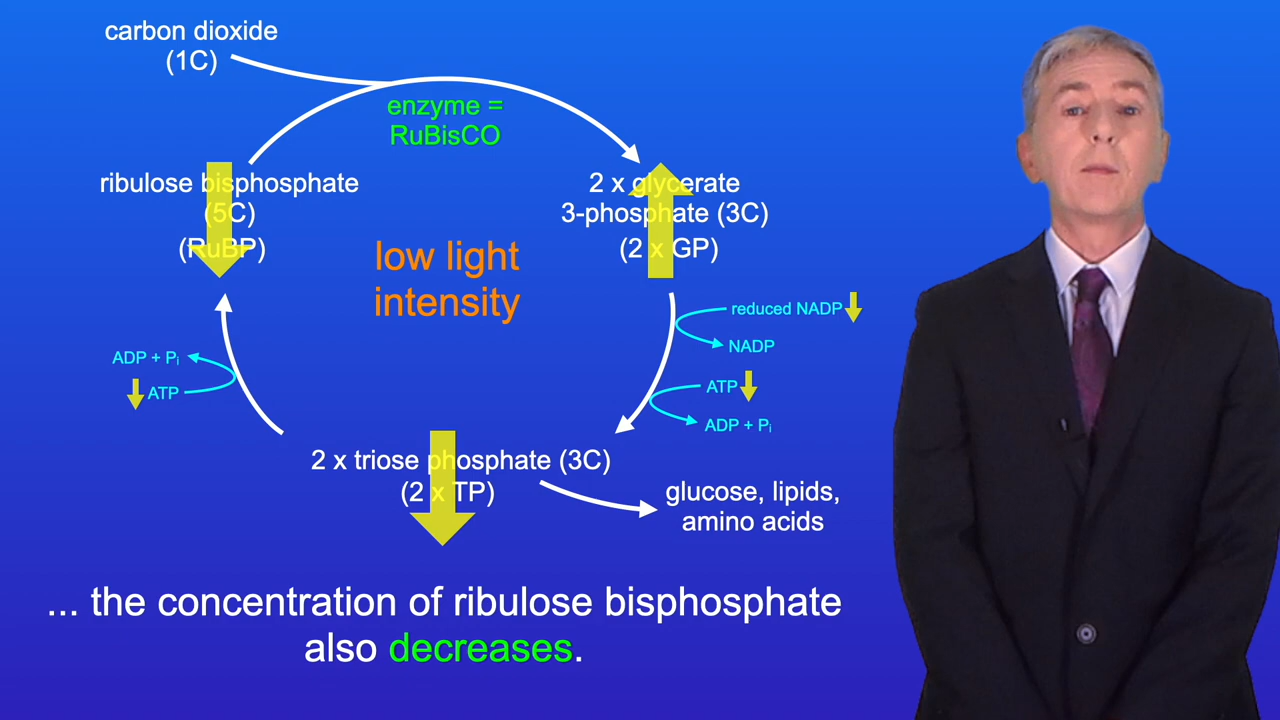 carbon dioxide
(1C)
enzyme =
RuBisCO
ribulose bisphosphate
(5C)
(RuBP)
2 x glycerate
3-phosphate (3C)
(2 x GP)
low light
intensity
reduced NADP
NADP
ADP + Pi
ATP
ATP
ADP + Pi
2 x triose phosphate (3C)
(2 x TP)
glucose, lipids,
amino acids
... the concentration of ribulose bisphosphate
also decreases.